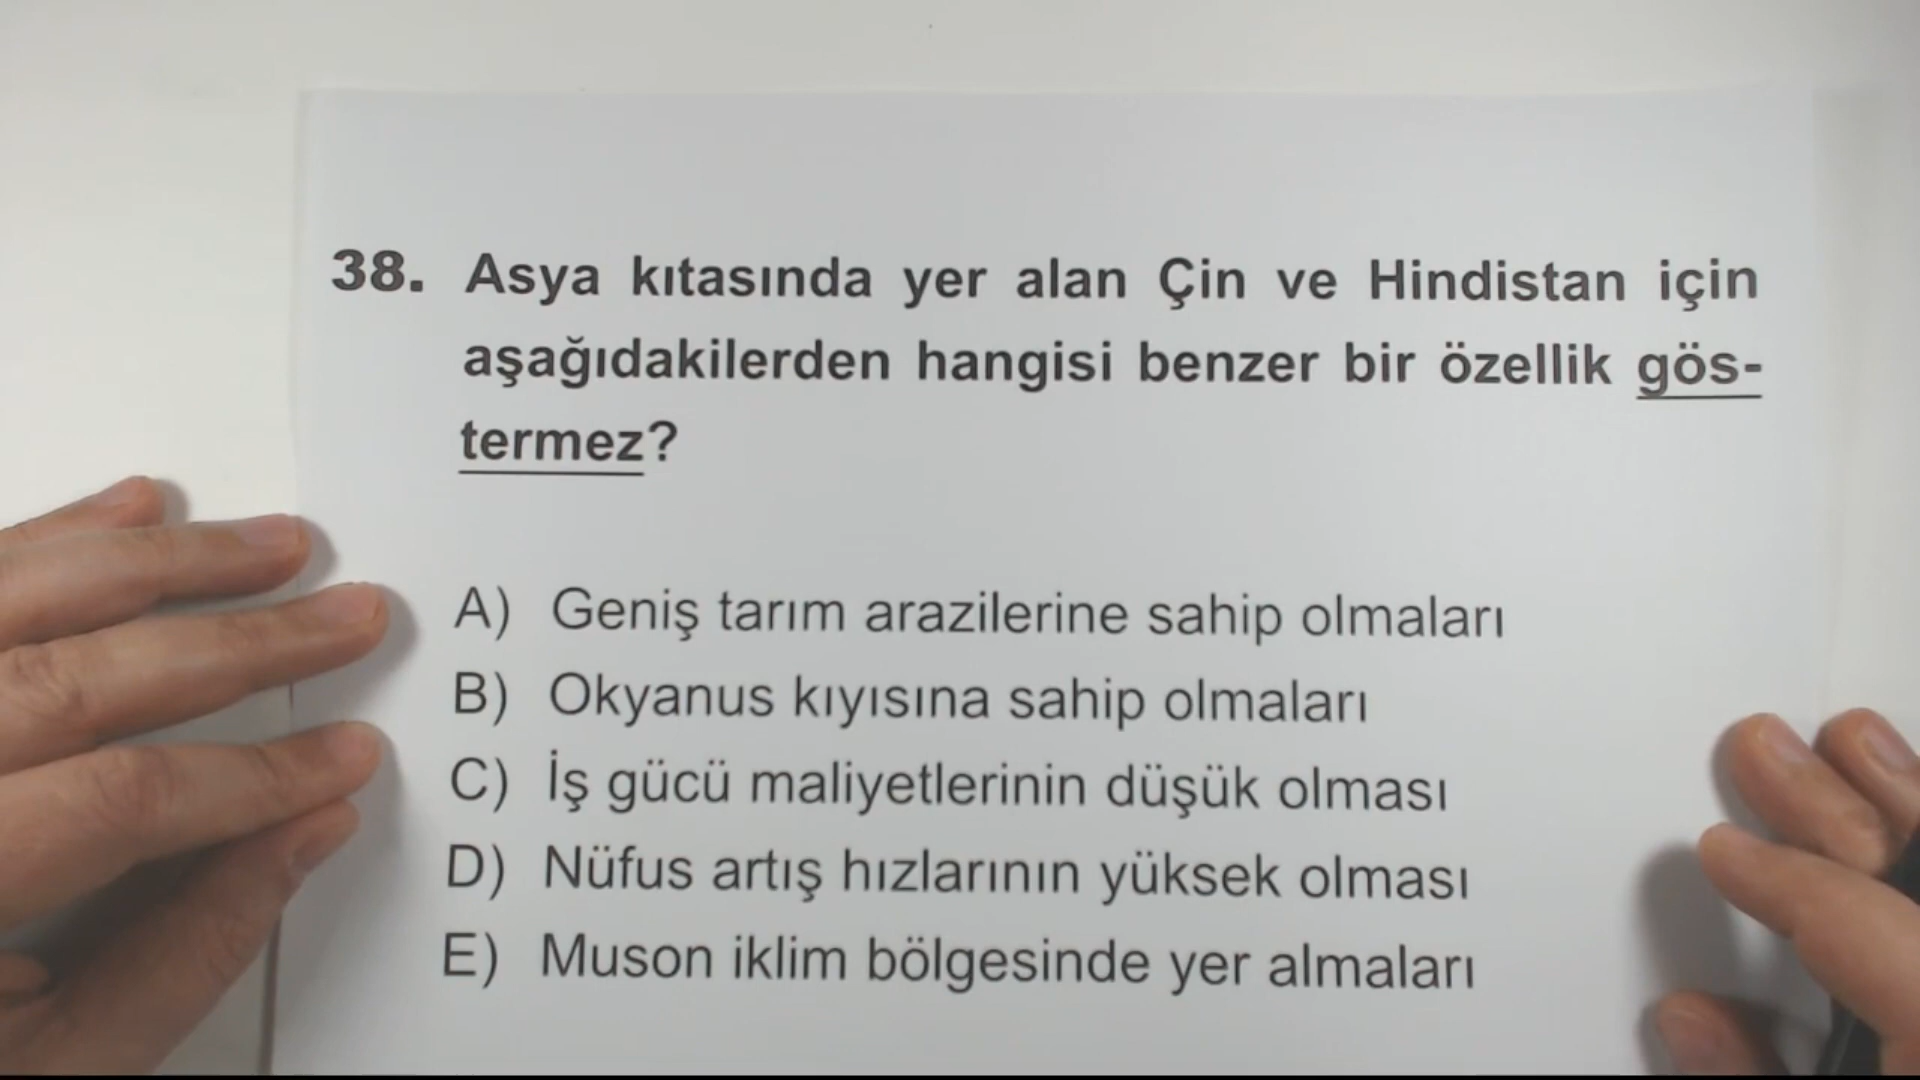 38. Asya kıtasında yer alan Çin ve Hindistan için
aşağıdakilerden hangisi benzer bir özellik gös-
termez?
A) Geniş tarım arazilerine sahip olmaları
B) Okyanus kıyısına sahip olmaları
C) İş gücü maliyetlerinin düşük olması
D) Nüfus artış hızlarının yüksek olması
E) Muson iklim bölgesinde yer almaları